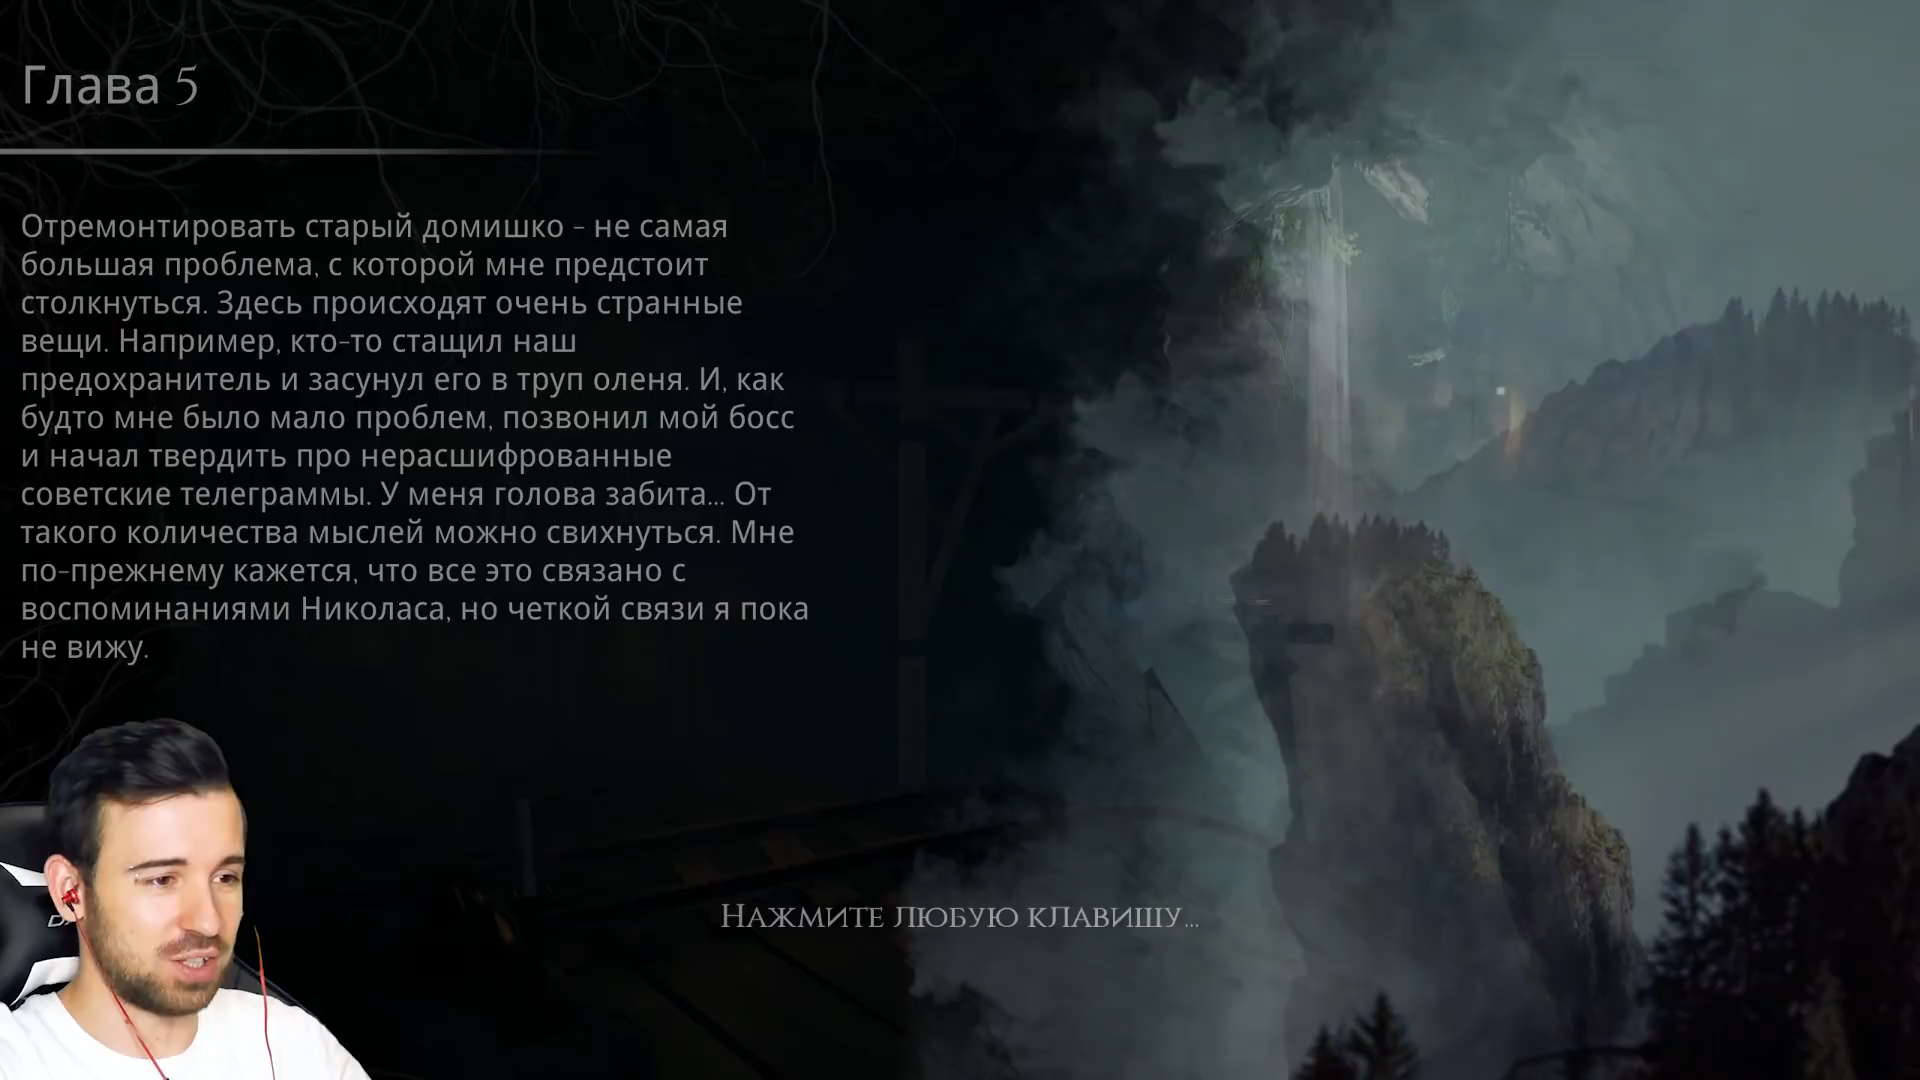 Глава 5
Отремонтировать старый домишко - не самая
большая проблема, с которой мне предстоит
столкнуться. Здесь происходят очень странные
вещи. Например, кто-то стащил наш
предохранитель и засунул его в труп оленя. И, как
будто мне было мало проблем, позвонил мой босс
и начал твердить про нерасшифрованные
советские телеграммы. У меня голова забита... От
такого количества мыслей можно свихнуться. Мне
по-прежнему кажется, что все это связано с
воспоминаниями Николаса, но четкой связи я пока
не вижу.
Нажмите любую клавишу...